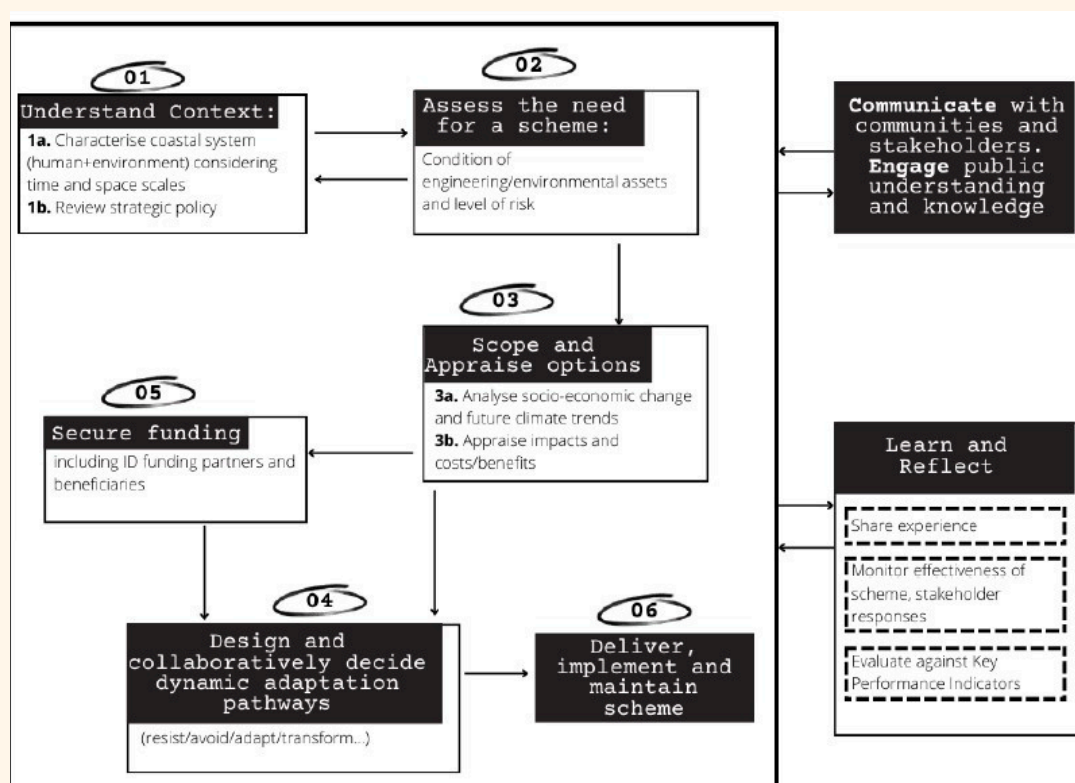 01
Understand Context:
1a. Characterise coastal system
(human+environment) considering
time and space scales
1b. Review strategic policy
02
Assess the need
for a scheme:
Condition of
engineering/environmental assets
and level of risk
Communicate with
communities and
stakeholders.
Engage public
understanding
and knowledge
03
Scope and
Appraise options
3a. Analyse socio-economic change
and future climate trends
3b. Appraise impacts and
costs/benefits
05
Secure funding
including ID funding partners and
beneficiaries
04
Design and
collaboratively decide
dynamic adaptation
pathways
(resist/avoid/adapt/transform...)
06
Deliver,
implement and
maintain
scheme
Learn and
Reflect
Share experience
Monitor effectiveness of
scheme, stakeholder
responses
Evaluate against Key
Performance Indicators